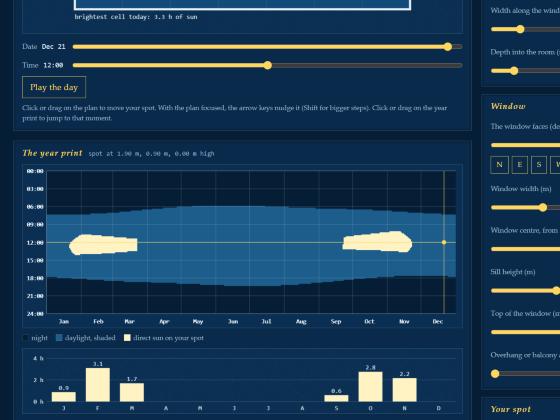 brightest cell today: 3.3 h of sun
Date Dec 21
Time 12:00
Play the day
Click or drag on the plan to move your spot. With the plan focused, the arrow keys nudge it (Shift for bigger steps). Click or drag on the year
print to jump to that moment.
The year print spot at 1.90 m, 0.90 m, 0.00 m high
00:00
03:00
06:00
09:00
12:00
15:00
18:00
21:00
24:00
Jan Feb Mar Apr May Jun Jul Aug Sep Oct Nov Dec
night daylight, shaded direct sun on your spot
4 h
2 h
0 h
0.9 3.1 1.7 0.6 2.8 2.2
J F M A M J J A S O N D
Width along the wind
Depth into the room (
Window
The window faces (de
N E S W
Window width (m)
Window centre, from
Sill height (m)
Top of the window (m
Overhang or balcony
Your spot